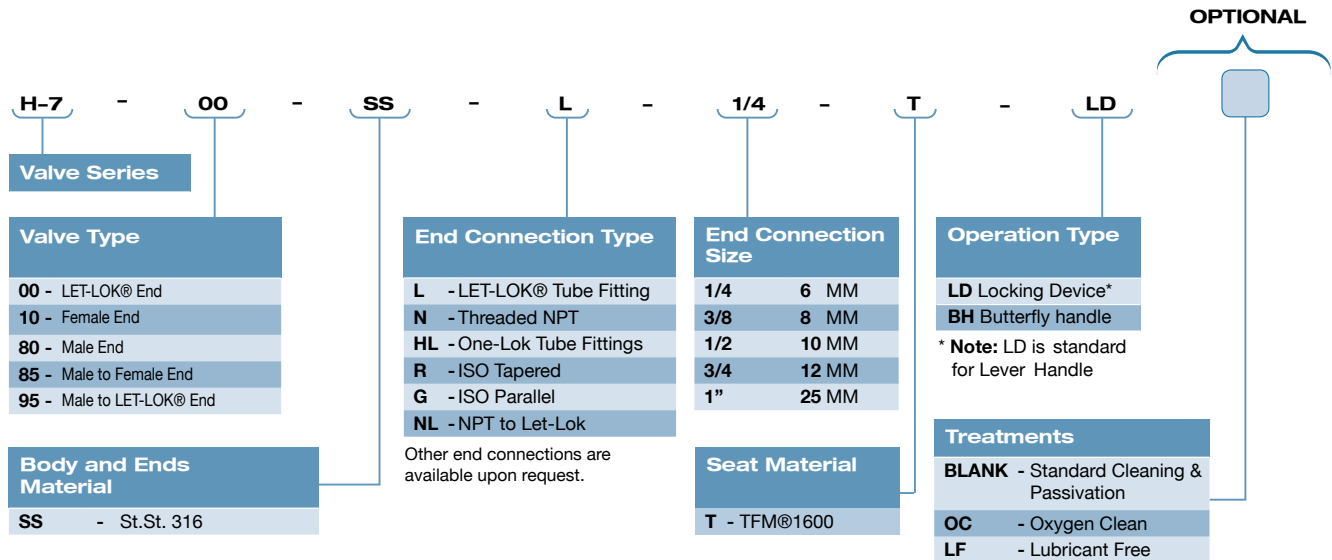 OPTIONAL
H-7 - 00 - SS - L - 1/4 - T - LD
Valve Series
Valve Type
00 - LET-LOK® End
10 - Female End
80 - Male End
85 - Male to Female End
95 - Male to LET-LOK® End
Body and Ends
Material
SS - St.St. 316
End Connection Type
L - LET-LOK® Tube Fitting
N - Threaded NPT
HL - One-Lok Tube Fittings
R - ISO Tapered
G - ISO Parallel
NL - NPT to Let-Lok
Other end connections are
available upon request.
End Connection
Size
1/4 6 MM
3/8 8 MM
1/2 10 MM
3/4 12 MM
1” 25 MM
Seat Material
T - TFM®1600
Operation Type
LD Locking Device*
BH Butterfly handle
* Note: LD is standard
for Lever Handle
Treatments
BLANK - Standard Cleaning &
Passivation
OC - Oxygen Clean
LF - Lubricant Free